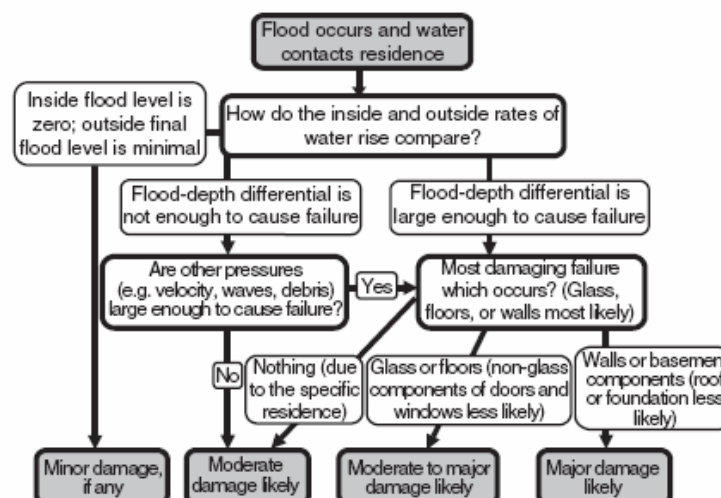 Flood occurs and water
contacts residence
Inside flood level is
zero; outside final
flood level is minimal
How do the inside and outside rates of
water rise compare?
Flood-depth differential is
not enough to cause failure
Flood-depth differential is
large enough to cause failure
Are other pressures
(e.g. velocity, waves, debris)
large enough to cause failure?
Yes
Most damaging failure
which occurs? (Glass,
floors, or walls most likely)
No
Nothing (due
to the specific
residence)
Glass or floors (non-glass
components of doors and
windows less likely)
Walls or basemen
components (roof
or foundation less
likely)
Minor damage,
if any
Moderate
damage likely
Moderate to major
damage likely
Major damage
likely